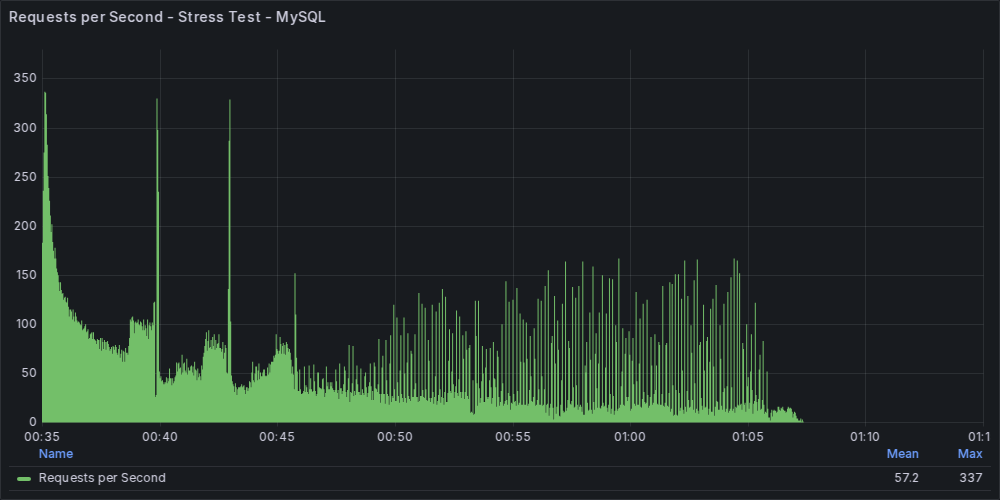 Requests per Second - Stress Test - MySQL
350
300
250
200
150
100
50
0
00:35 00:40 00:45 00:50 00:55 01:00 01:05 01:10 01:1
Name Mean Max
Requests per Second 57.2 337